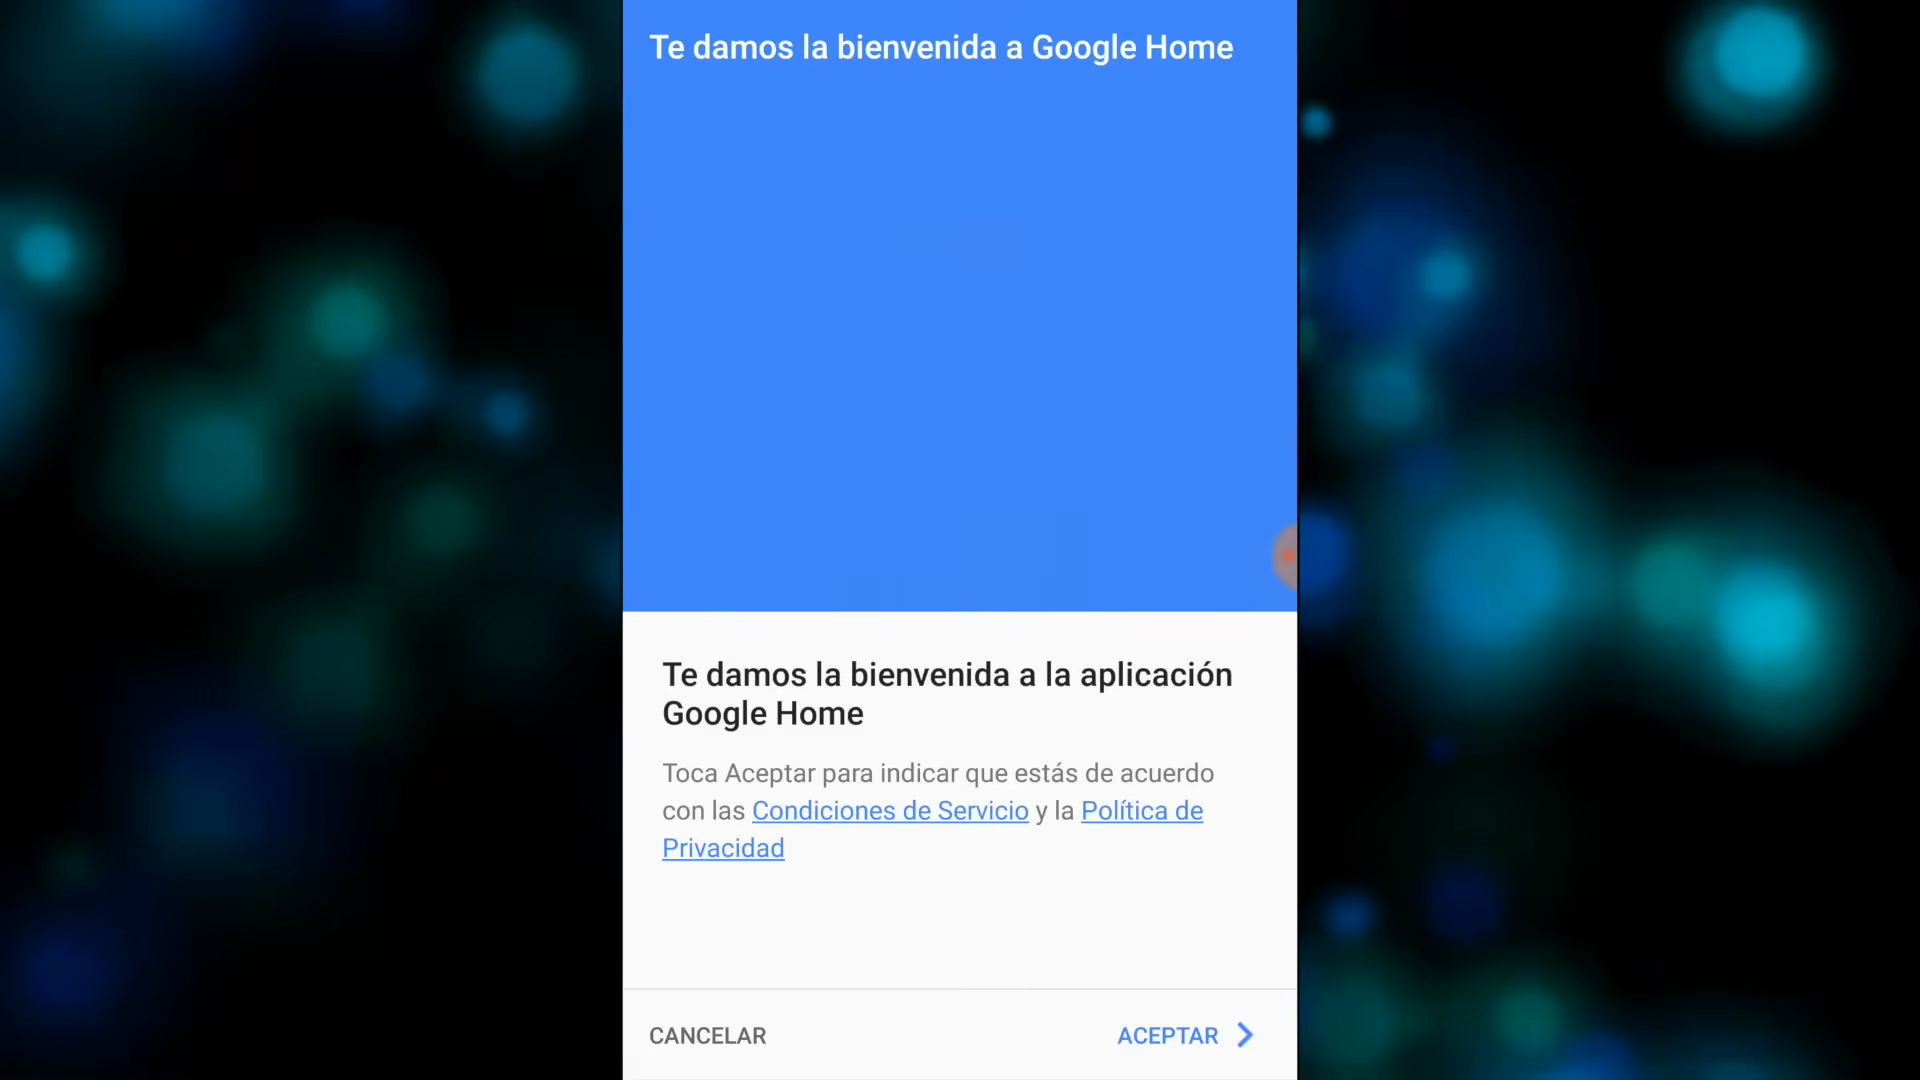 Te damos la bienvenida a Google Home
Te damos la bienvenida a la aplicación
Google Home
Toca Aceptar para indicar que estás de acuerdo
con las Condiciones de Servicio y la Política de
Privacidad
CANCELAR
ACEPTAR